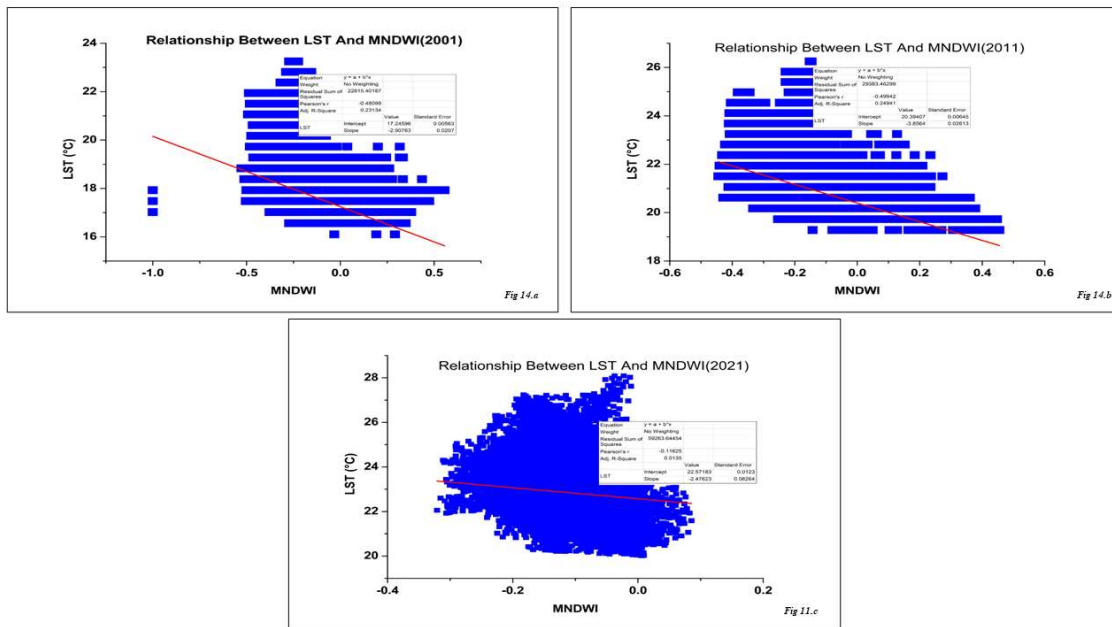 Relationship Between LST And MNDWI(2001)
24
22
20
18
16
LST (°C)
-1.0 -0.5 0.0 0.5
MNDWI
Equation y = a + b*x
Weight No Weighting
Residual Sum of Squares 22815.40187
Pearson's r -0.48098
Adj. R-Square 0.23134
Value Standard Error
LST Intercept 17.24596 0.00563
Slope -2.90763 0.0207
Fig 14.a
Relationship Between LST And MNDWI(2011)
26
24
22
20
18
LST (°C)
-0.6 -0.4 -0.2 0.0 0.2 0.4 0.6
MNDWI
Equation y = a + b*x
Weight No Weighting
Residual Sum of Squares 29383.46299
Pearson's r -0.49942
Adj. R-Square 0.24941
Value Standard Error
LST Intercept 20.39407 0.00645
Slope -3.8564 0.02613
Fig 14.b
Relationship Between LST And MNDWI(2021)
28
26
24
22
20
18
LST (°C)
-0.4 -0.2 0.0 0.2
MNDWI
Equation y = a + b*x
Weight No Weighting
Residual Sum of Squares 59263.64454
Pearson's r -0.11625
Adj. R-Square 0.0135
Value Standard Error
LST Intercept 22.57183 0.0123
Slope -2.47623 0.08264
Fig 11.c